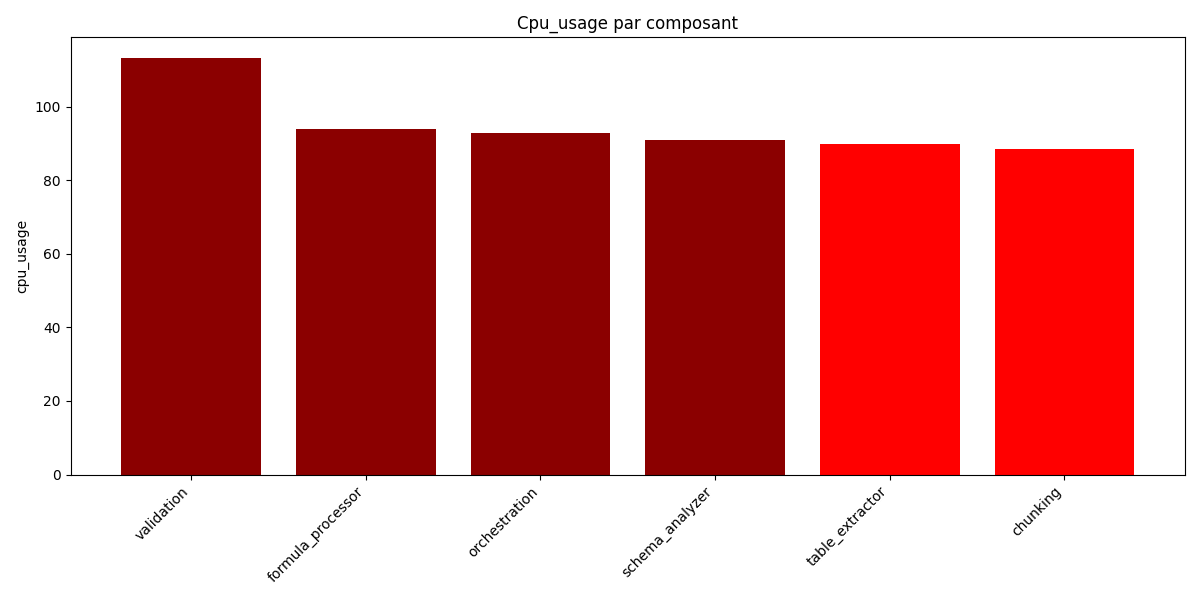 Cpu_usage par composant
cpu_usage
100
80
60
40
20
0
validation
formula_processor
orchestration
schema_analyzer
table_extractor
chunking